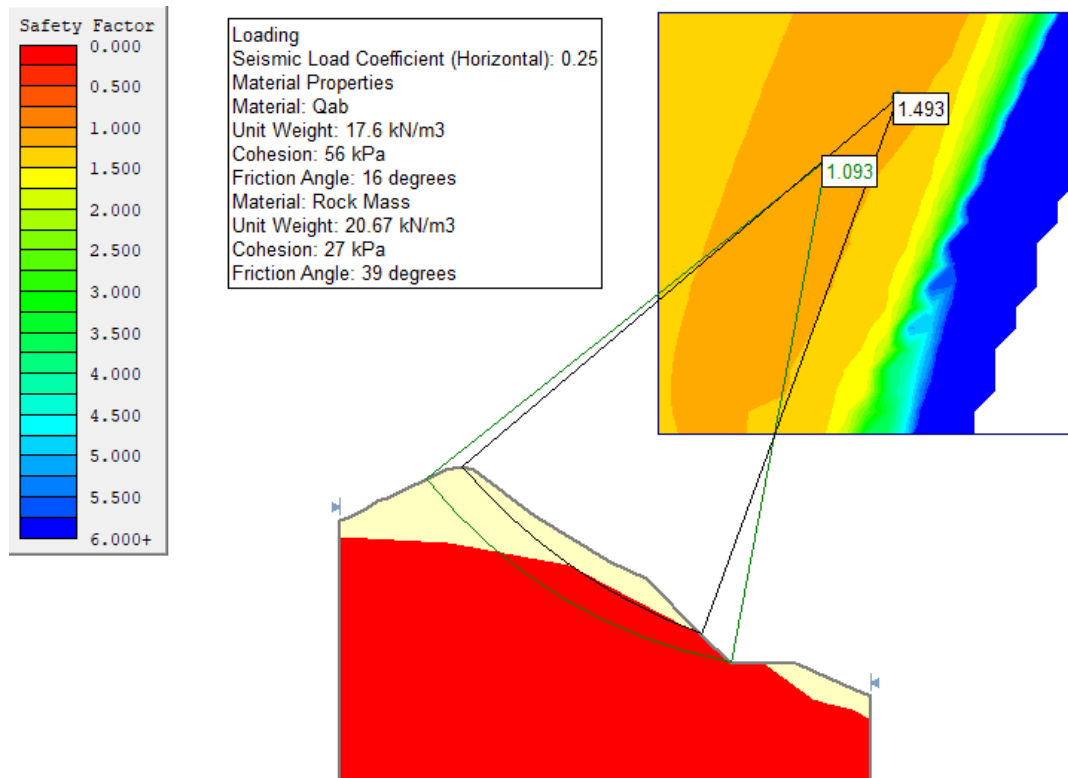 Safety Factor
0.000
0.500
1.000
1.500
2.000
2.500
3.000
3.500
4.000
4.500
5.000
5.500
6.000+
Loading
Seismic Load Coefficient (Horizontal): 0.25
Material Properties
Material: Qab
Unit Weight: 17.6 kN/m3
Cohesion: 56 kPa
Friction Angle: 16 degrees
Material: Rock Mass
Unit Weight: 20.67 kN/m3
Cohesion: 27 kPa
Friction Angle: 39 degrees
1.493
1.093